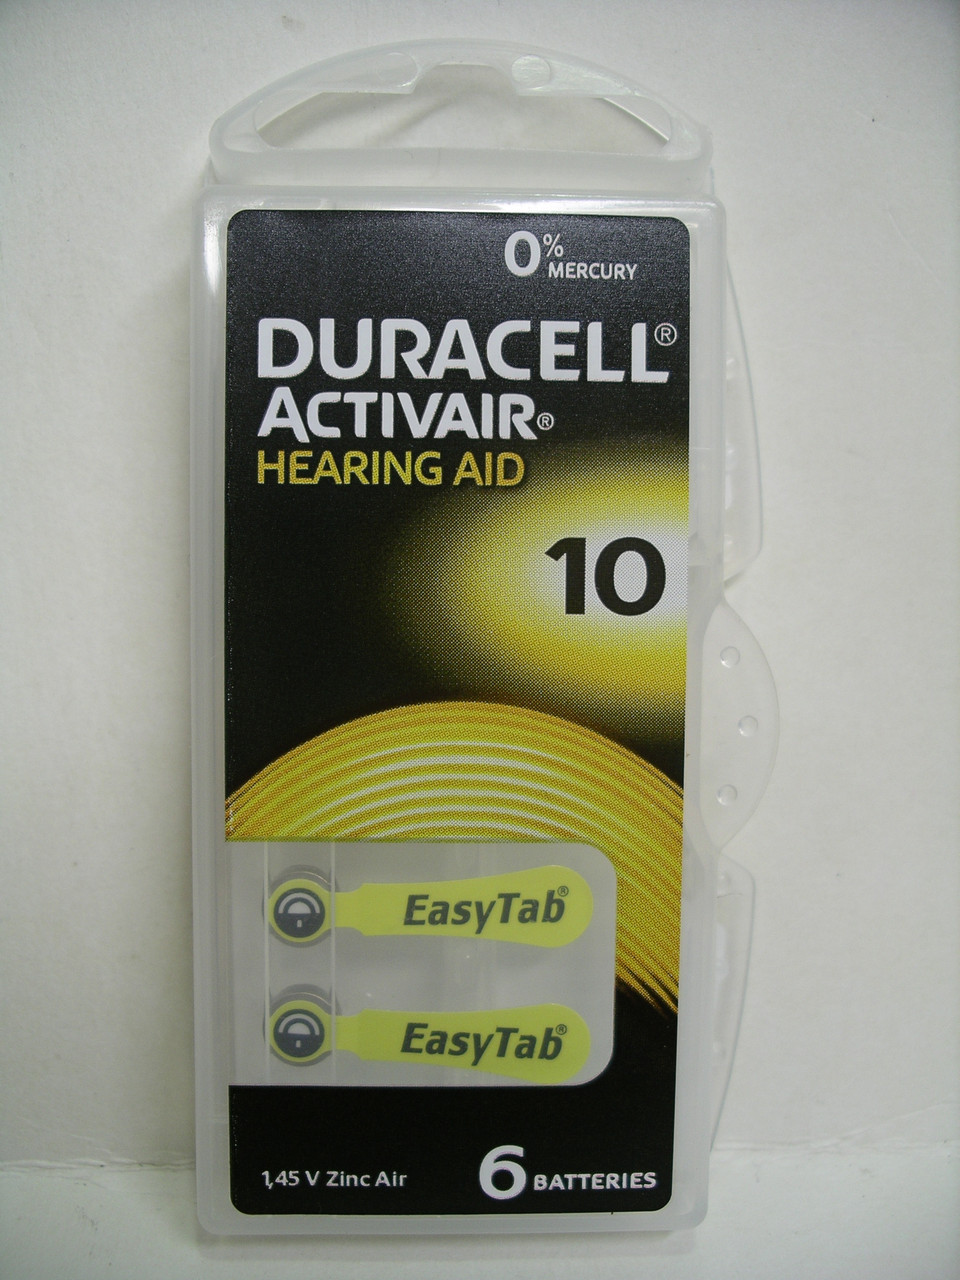 0% MERCURY
DURACELL®
ACTIVAIR®
HEARING AID
10
EasyTab®
EasyTab®
1,45 V Zinc Air
6 BATTERIES